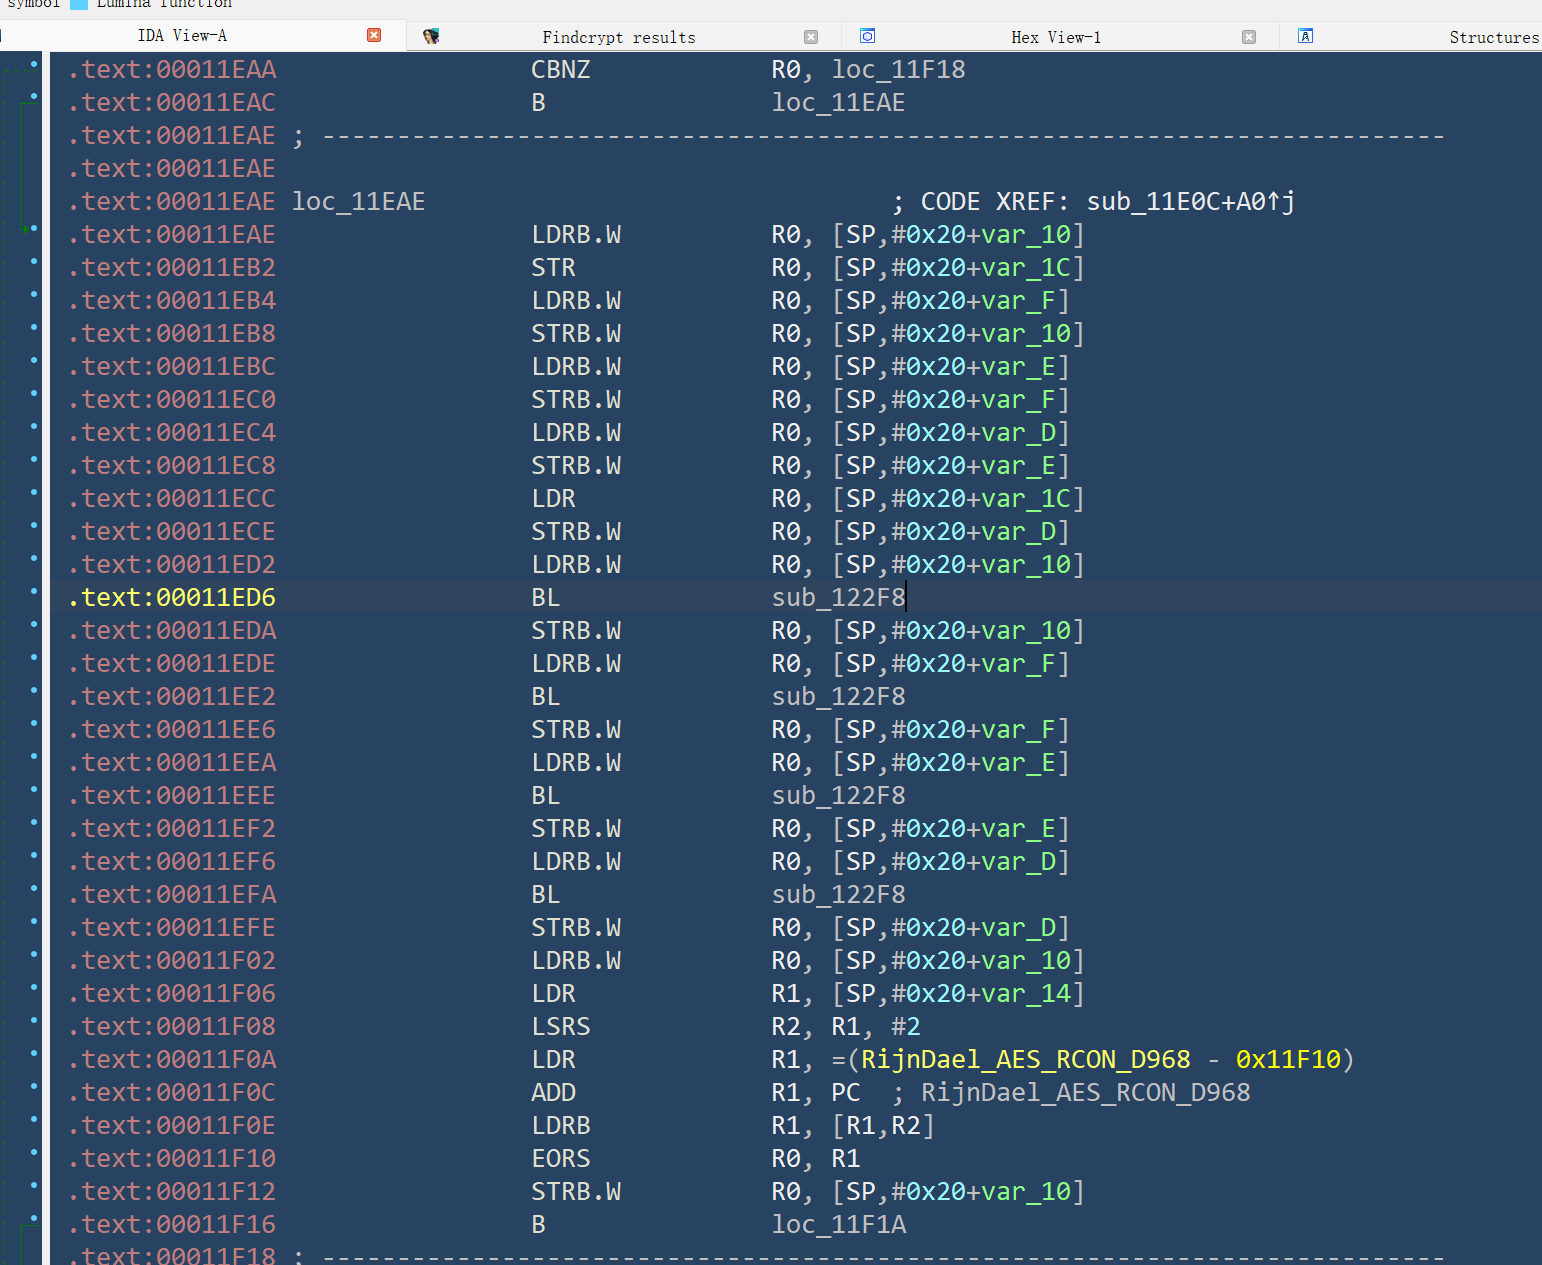 symbol Lumina function
IDA View-A Findcrypt results Hex View-1 Structures
.text:00011EAA CBNZ R0, loc_11F18
.text:00011EAC B loc_11EAE
.text:00011EAE ; ---------------------------------------------------------------------------
.text:00011EAE
.text:00011EAE loc_11EAE ; CODE XREF: sub_11E0C+A0↑j
.text:00011EAE LDRB.W R0, [SP,#0x20+var_10]
.text:00011EB2 STR R0, [SP,#0x20+var_1C]
.text:00011EB4 LDRB.W R0, [SP,#0x20+var_F]
.text:00011EB8 STRB.W R0, [SP,#0x20+var_10]
.text:00011EBC LDRB.W R0, [SP,#0x20+var_E]
.text:00011EC0 STRB.W R0, [SP,#0x20+var_F]
.text:00011EC4 LDRB.W R0, [SP,#0x20+var_D]
.text:00011EC8 STRB.W R0, [SP,#0x20+var_E]
.text:00011ECC LDR R0, [SP,#0x20+var_1C]
.text:00011ECE STRB.W R0, [SP,#0x20+var_D]
.text:00011ED2 LDRB.W R0, [SP,#0x20+var_10]
.text:00011ED6 BL sub_122F8
.text:00011EDA STRB.W R0, [SP,#0x20+var_10]
.text:00011EDE LDRB.W R0, [SP,#0x20+var_F]
.text:00011EE2 BL sub_122F8
.text:00011EE6 STRB.W R0, [SP,#0x20+var_F]
.text:00011EEA LDRB.W R0, [SP,#0x20+var_E]
.text:00011EEE BL sub_122F8
.text:00011EF2 STRB.W R0, [SP,#0x20+var_E]
.text:00011EF6 LDRB.W R0, [SP,#0x20+var_D]
.text:00011EFA BL sub_122F8
.text:00011EFE STRB.W R0, [SP,#0x20+var_D]
.text:00011F02 LDRB.W R0, [SP,#0x20+var_10]
.text:00011F06 LDR R1, [SP,#0x20+var_14]
.text:00011F08 LSRS R2, R1, #2
.text:00011F0A LDR R1, =(RijnDael_AES_RCON_D968 - 0x11F10)
.text:00011F0C ADD R1, PC ; RijnDael_AES_RCON_D968
.text:00011F0E LDRB R1, [R1,R2]
.text:00011F10 EORS R0, R1
.text:00011F12 STRB.W R0, [SP,#0x20+var_10]
.text:00011F16 B loc_11F1A
.text:00011F18 ; ---------------------------------------------------------------------------